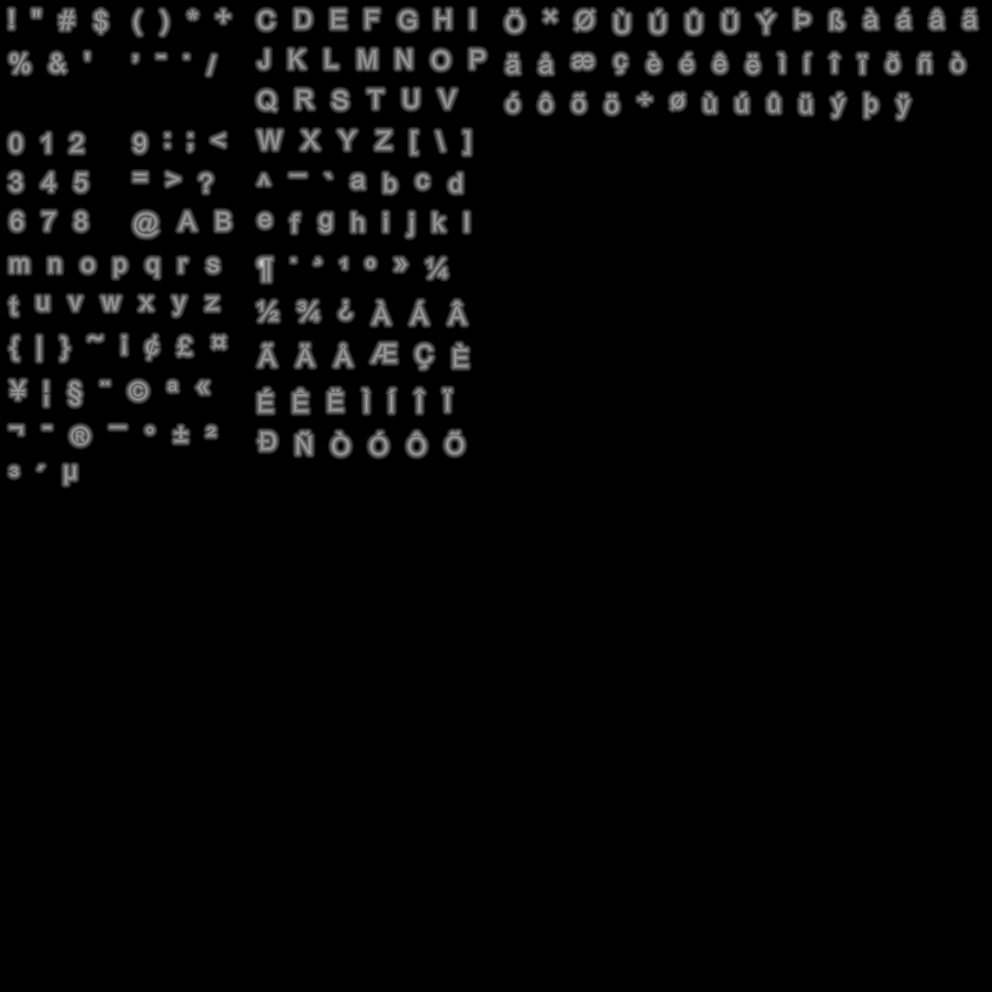 ! " # $ ( ) * +
% & ' , - . /
0 1 2 9 : ; <
3 4 5 = > ?
6 7 8 @ A B
m n o p q r s
t u v w x y z
{ | } ~ ¡ ¢ £ ¤
¥ ¦ § ¨ © ª «
¬ - ® ¯ ° ± ²
³ ´ µ
C D E F G H I
J K L M N O P
Q R S T U V
W X Y Z [ \ ]
^ _ ` a b c d
e f g h i j k l
¶ · ¸ ¹ º » ¼
½ ¾ ¿ À Á Â
Ã Ä Å Æ Ç È
É Ê Ë Ì Í Î Ï
Ð Ñ Ò Ó Ô Õ
Ö × Ø Ù Ú Û Ü Ý Þ ß à á â ã
ä å æ ç è é ê ë ì í î ï ð ñ ò
ó ô õ ö ÷ ø ù ú û ü ý þ ÿ